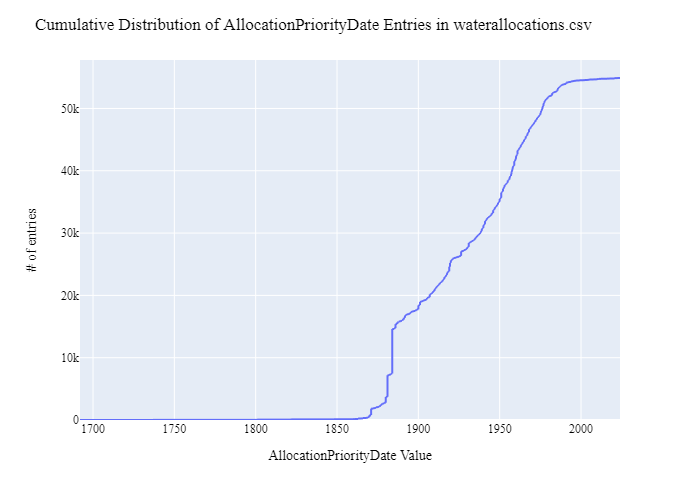 Cumulative Distribution of AllocationPriorityDate Entries in waterallocations.csv
50k
40k
30k
20k
10k
0
# of entries
1700 1750 1800 1850 1900 1950 2000
AllocationPriorityDate Value